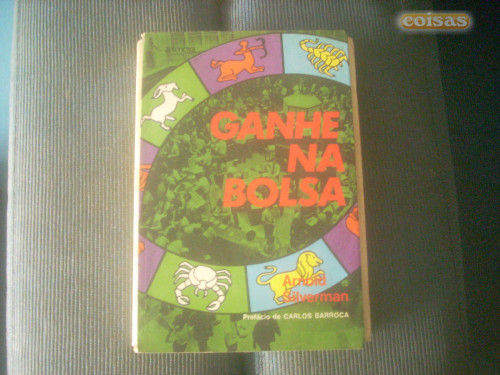 coisas
GANHE
NA
BOLSA
Arnold
Silverman
Prefácio de CARLOS BARROCA